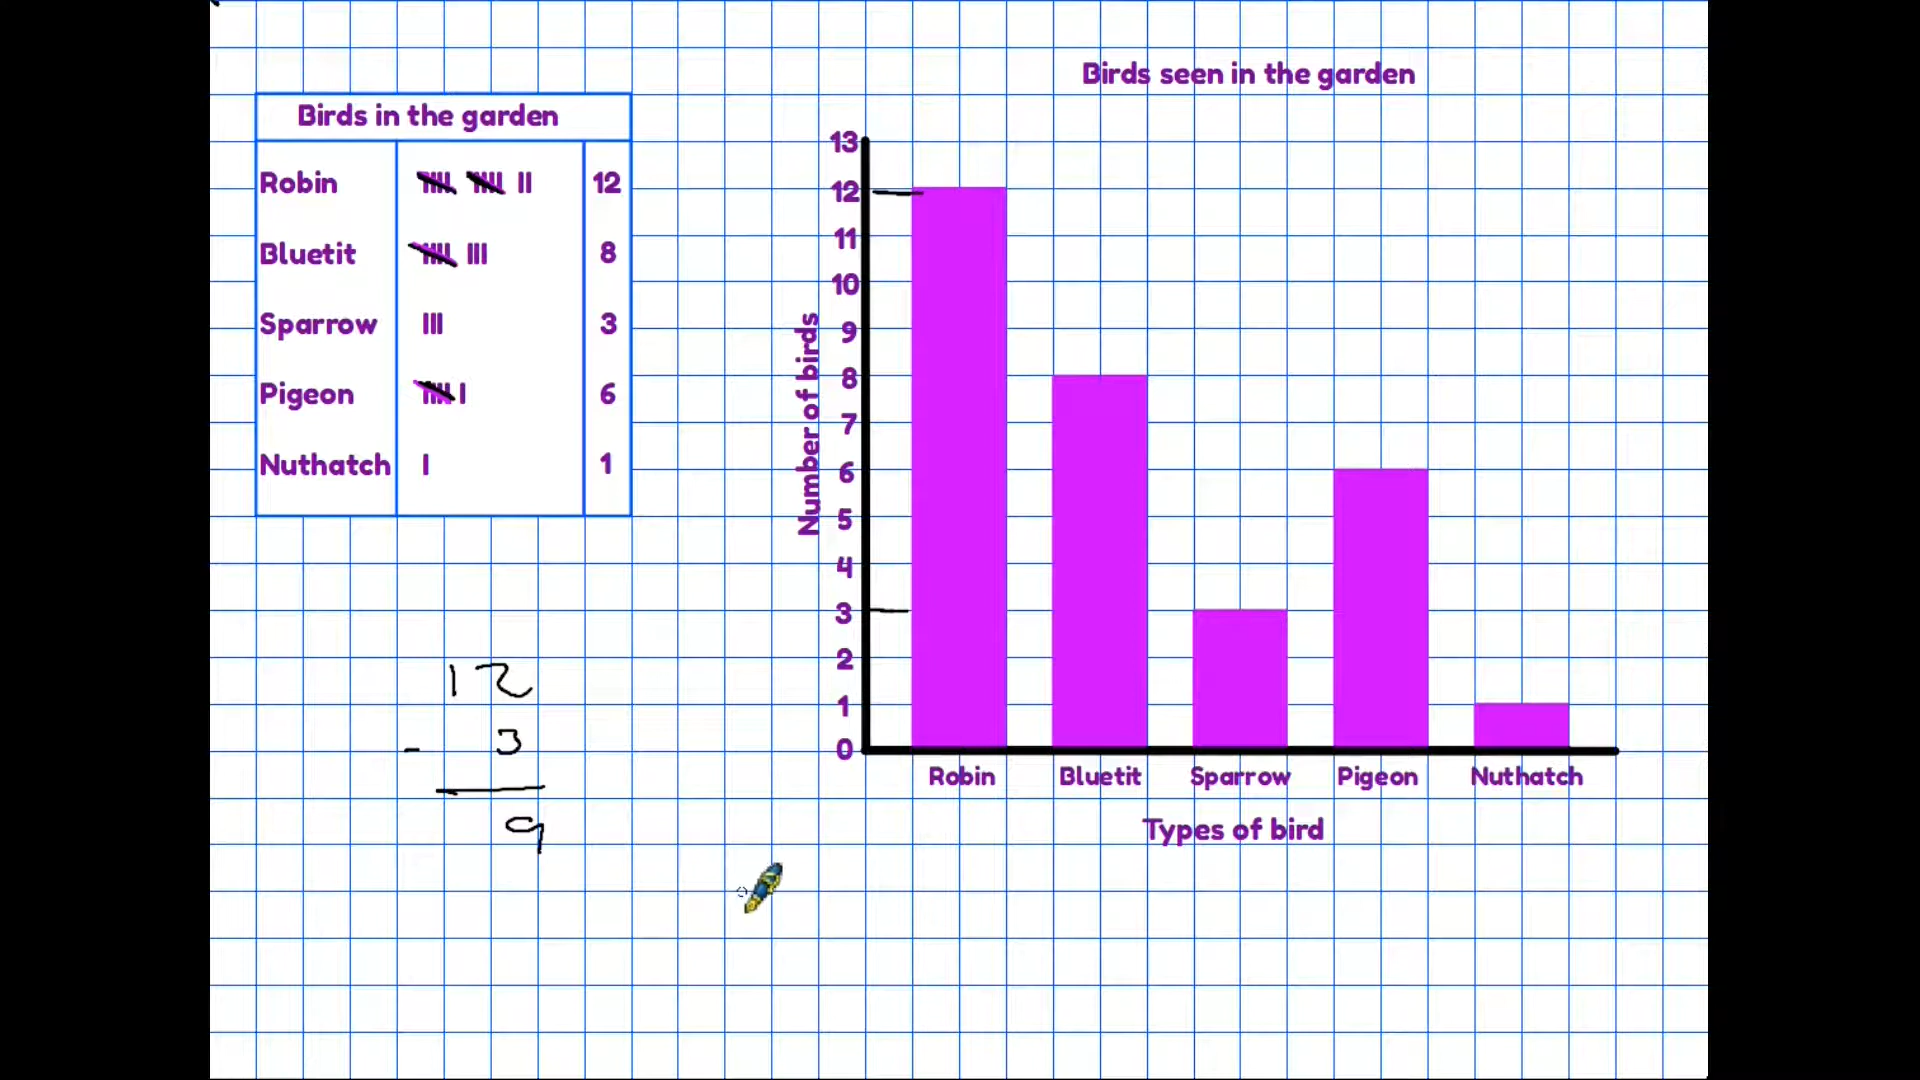 Birds in the garden
Robin 12
Bluetit 8
Sparrow 3
Pigeon 6
Nuthatch 1
12
- 3
9
Birds seen in the garden
Number of birds
13
12
11
10
9
8
7
6
5
4
3
2
1
0
Robin Bluetit Sparrow Pigeon Nuthatch
Types of bird